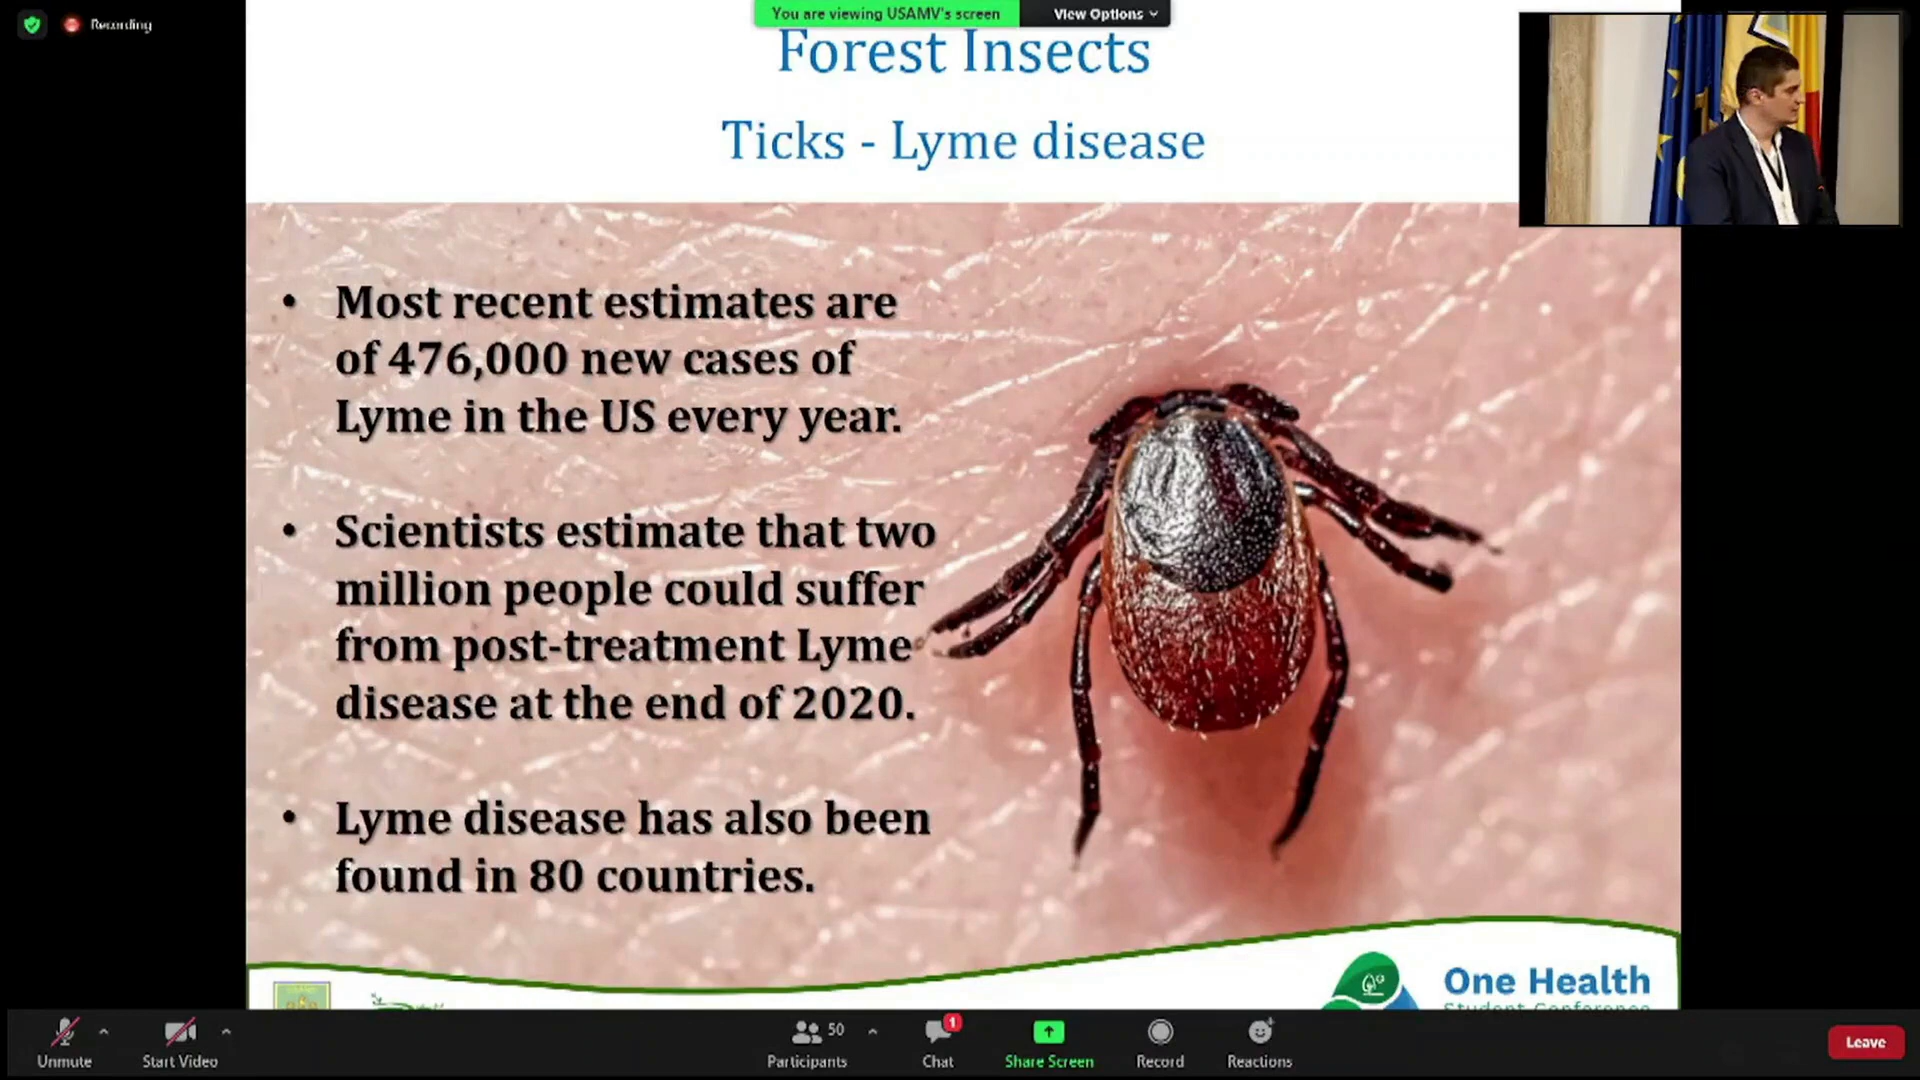 Recording
You are viewing USAMV's screen
View Options
Forest Insects
Ticks - Lyme disease
• Most recent estimates are
of 476,000 new cases of
Lyme in the US every year.
• Scientists estimate that two
million people could suffer
from post-treatment Lyme
disease at the end of 2020.
• Lyme disease has also been
found in 80 countries.
One Health
Student Conference
Unmute
Start Video
50
Participants
1
Chat
Share Screen
Record
Reactions
Leave